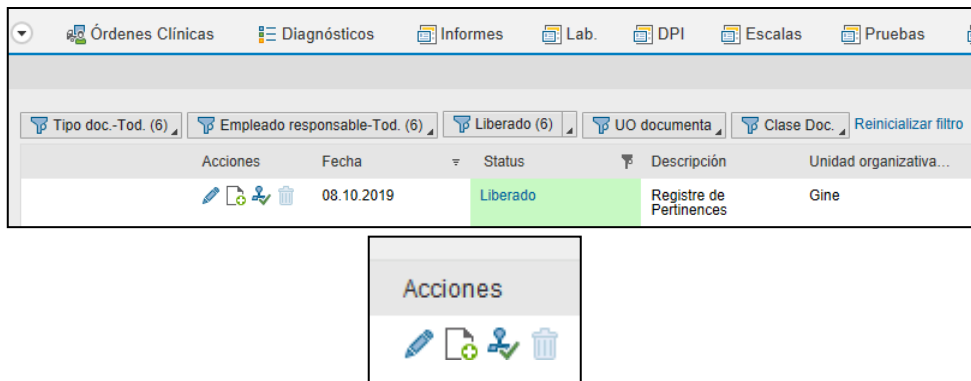 Órdenes Clínicas Diagnósticos Informes Lab. DPI Escalas Pruebas
Tipo doc.-Tod. (6) Empleado responsable-Tod. (6) Liberado (6) UO documenta Clase Doc. Reinicializar filtro
Acciones Fecha Status Descripción Unidad organizativa...
08.10.2019 Liberado Registre de Gine
Pertinences
Acciones